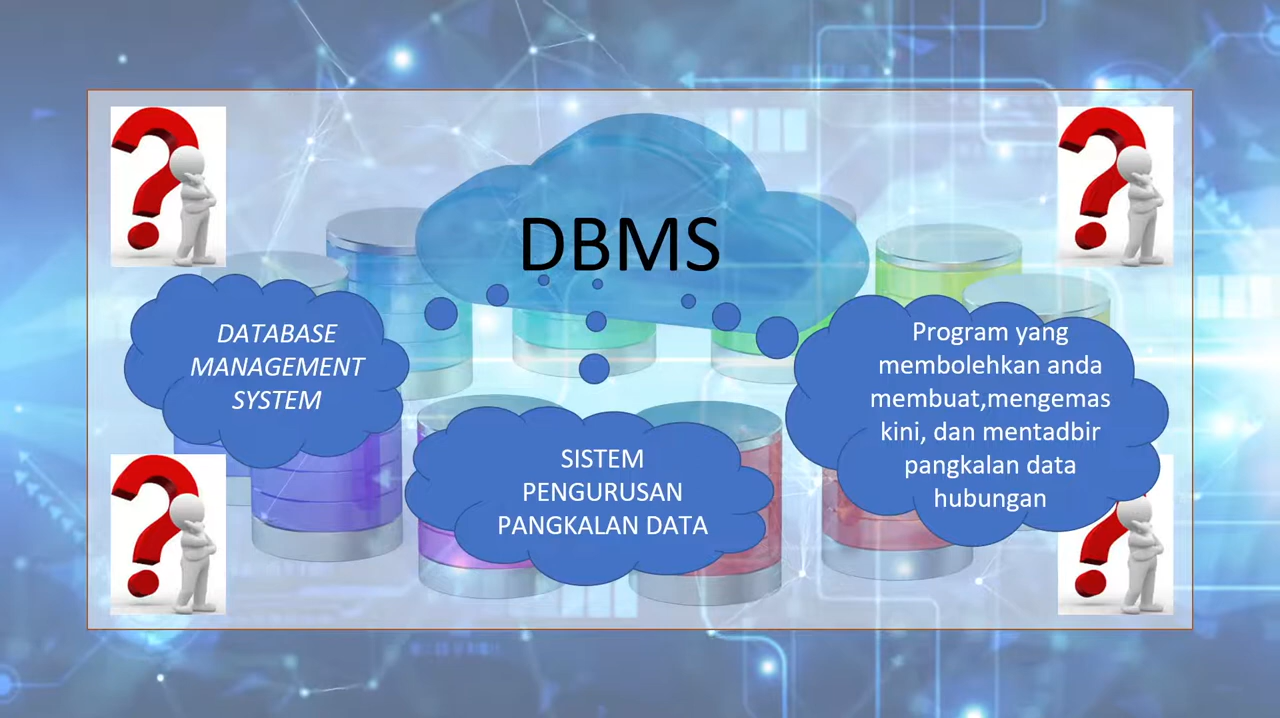 DBMS
DATABASE
MANAGEMENT
SYSTEM
SISTEM
PENGURUSAN
PANGKALAN DATA
Program yang
membolehkan anda
membuat,mengemas
kini, dan mentadbir
pangkalan data
hubungan